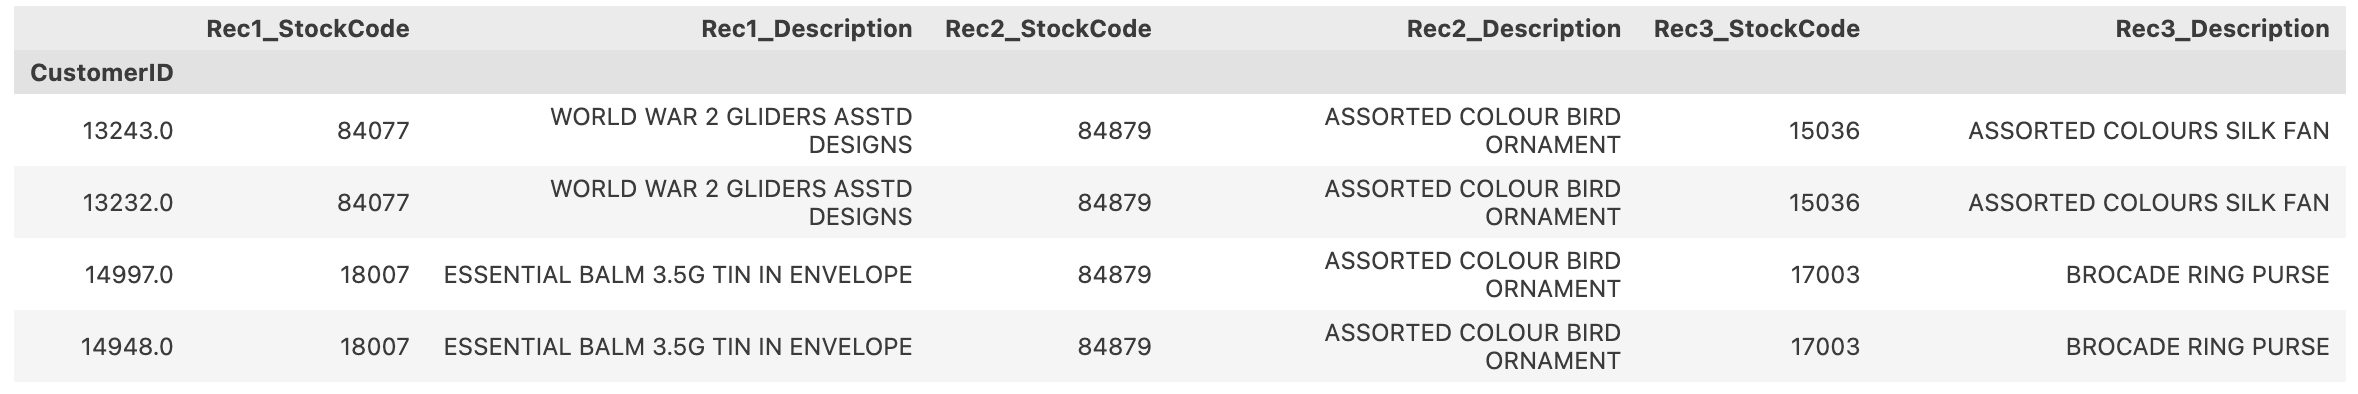 Rec1_StockCode Rec1_Description Rec2_StockCode Rec2_Description Rec3_StockCode Rec3_Description
CustomerID
13243.0 84077 WORLD WAR 2 GLIDERS ASSTD DESIGNS 84879 ASSORTED COLOUR BIRD ORNAMENT 15036 ASSORTED COLOURS SILK FAN
13232.0 84077 WORLD WAR 2 GLIDERS ASSTD DESIGNS 84879 ASSORTED COLOUR BIRD ORNAMENT 15036 ASSORTED COLOURS SILK FAN
14997.0 18007 ESSENTIAL BALM 3.5G TIN IN ENVELOPE 84879 ASSORTED COLOUR BIRD ORNAMENT 17003 BROCADE RING PURSE
14948.0 18007 ESSENTIAL BALM 3.5G TIN IN ENVELOPE 84879 ASSORTED COLOUR BIRD ORNAMENT 17003 BROCADE RING PURSE